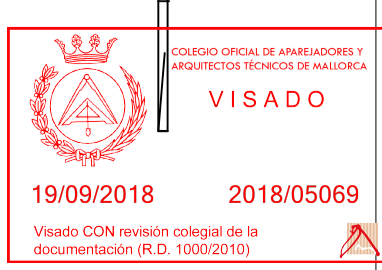 COLEGIO OFICIAL DE APAREJADORES Y
ARQUITECTOS TÉCNICOS DE MALLORCA
VISADO
19/09/2018 2018/05069
Visado CON revisión colegial de la
documentación (R.D. 1000/2010)